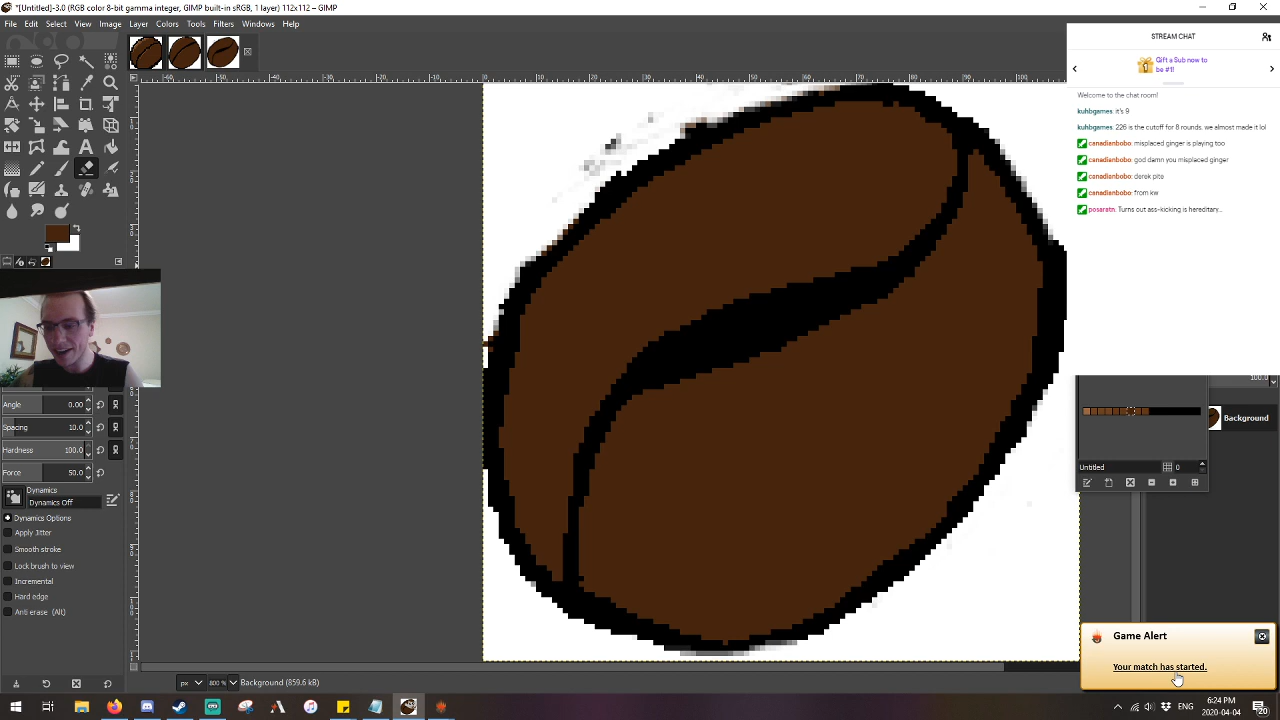 *[Untitled]-3.0 (RGB color 8-bit gamma integer, GIMP built-in sRGB, 1 layer) 112x112 – GIMP
File Edit Select View Image Layer Colors Tools Filters Windows Help
STREAM CHAT
Gift a Sub now to
be #1!
Welcome to the chat room!
kuhbgames: it's 9
kuhbgames: 226 is the cutoff for 8 rounds. we almost made it lol
canadianbobo: misplaced ginger is playing too
canadianbobo: god damn you misplaced ginger
canadianbobo: derek pite
canadianbobo: from kw
posaratn: Turns out ass-kicking is hereditary...
Angle 0.00
Spacing 10.0
Hardness 100.0
Force 50.0
Dynamics
Dynamics Off
Dynamics Options
Apply Jitter
Smooth stroke
Lock brush to view
Incremental
Hard edge
Anti erase (Alt)
100.0
Background
Untitled 0
Game Alert
Your match has started.
px 800 % Background (859.6 kB)
ENG
6:24 PM
2020-04-04
20